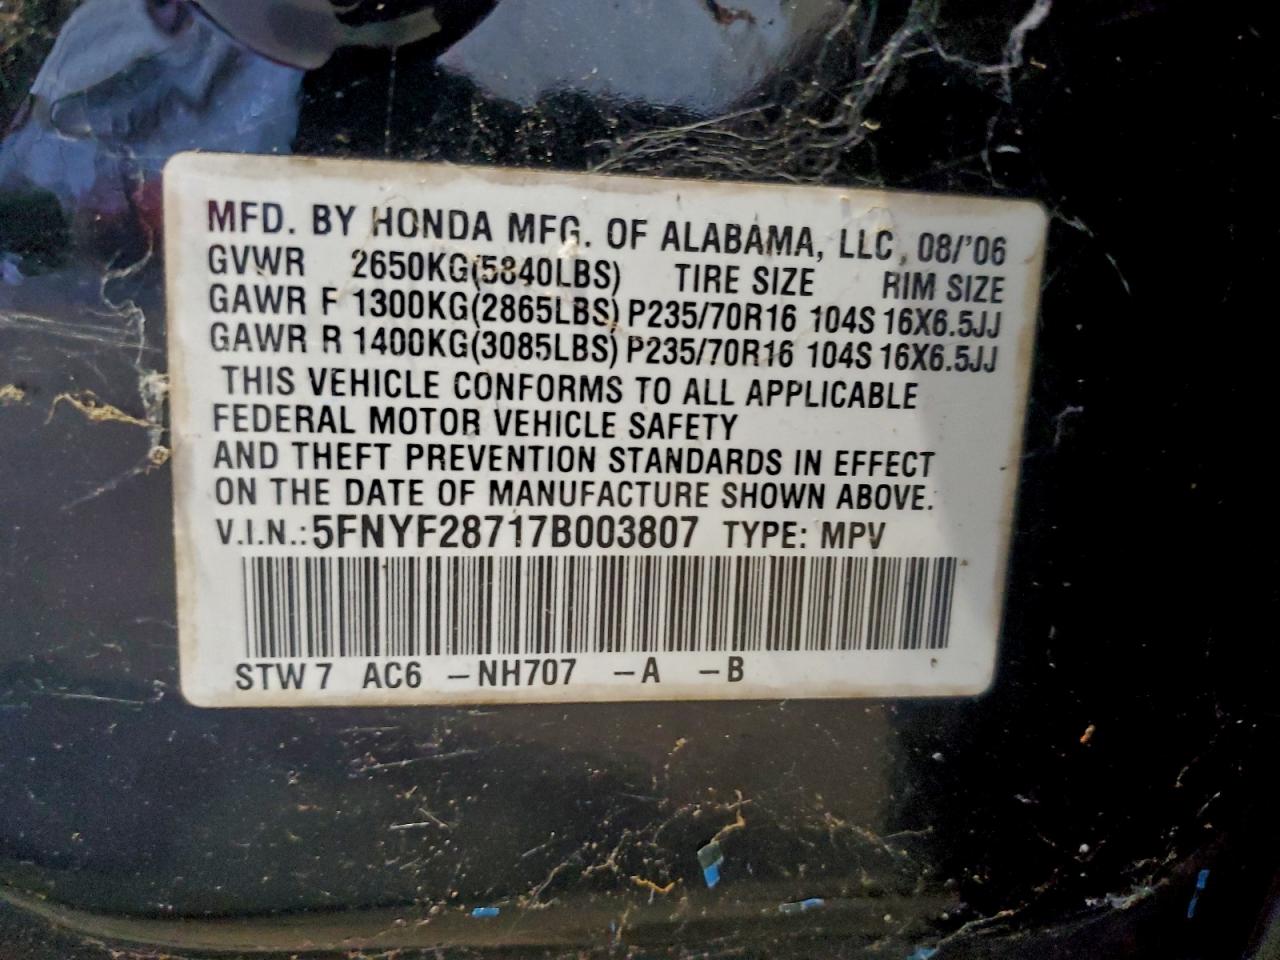 MFD. BY HONDA MFG. OF ALABAMA, LLC, 08/'06
GVWR 2650KG(5840LBS) TIRE SIZE RIM SIZE
GAWR F 1300KG(2865LBS) P235/70R16 104S 16X6.5JJ
GAWR R 1400KG(3085LBS) P235/70R16 104S 16X6.5JJ
THIS VEHICLE CONFORMS TO ALL APPLICABLE
FEDERAL MOTOR VEHICLE SAFETY
AND THEFT PREVENTION STANDARDS IN EFFECT
ON THE DATE OF MANUFACTURE SHOWN ABOVE.
V.I.N.: 5FNYF28717B003807 TYPE: MPV
STW7 AC6 -NH707 -A -B